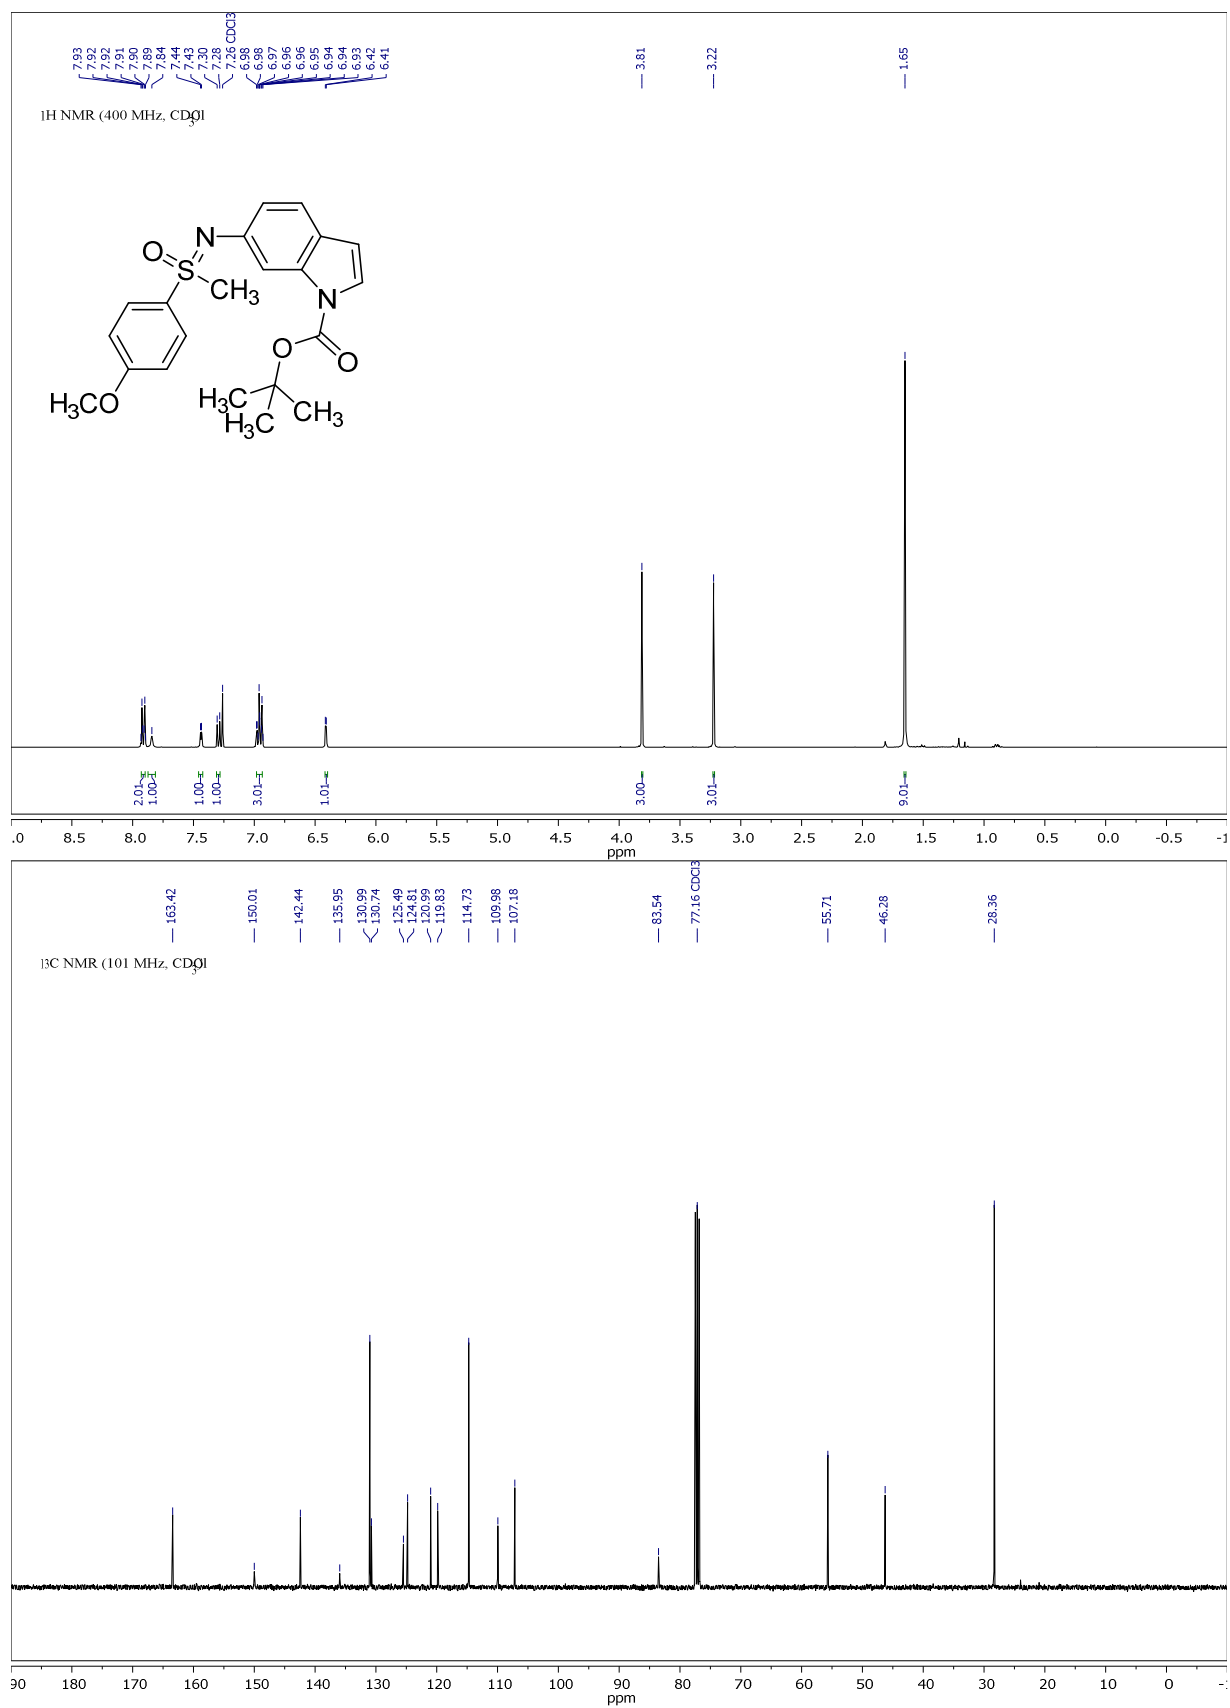 7.93
7.92
7.92
7.91
7.90
7.89
7.84
7.44
7.43
7.30
7.28
7.26 CDCl3
6.98
6.98
6.97
6.96
6.96
6.95
6.94
6.94
6.93
6.42
6.41
3.81
3.22
1.65
1H NMR (400 MHz, CDCl3)
O
N
S
CH3
N
O
O
H3CO
H3C
H3C
CH3
2.01
1.00
1.00
1.00
3.01
1.01
3.00
3.01
9.01
.0 8.5 8.0 7.5 7.0 6.5 6.0 5.5 5.0 4.5 4.0 3.5 3.0 2.5 2.0 1.5 1.0 0.5 0.0 -0.5 -1
ppm
163.42
150.01
142.44
135.95
130.99
130.74
125.49
124.81
120.99
119.83
114.73
109.98
107.18
83.54
77.16 CDCl3
55.71
46.28
28.36
13C NMR (101 MHz, CDCl3)
90 180 170 160 150 140 130 120 110 100 90 80 70 60 50 40 30 20 10 0 -1
ppm